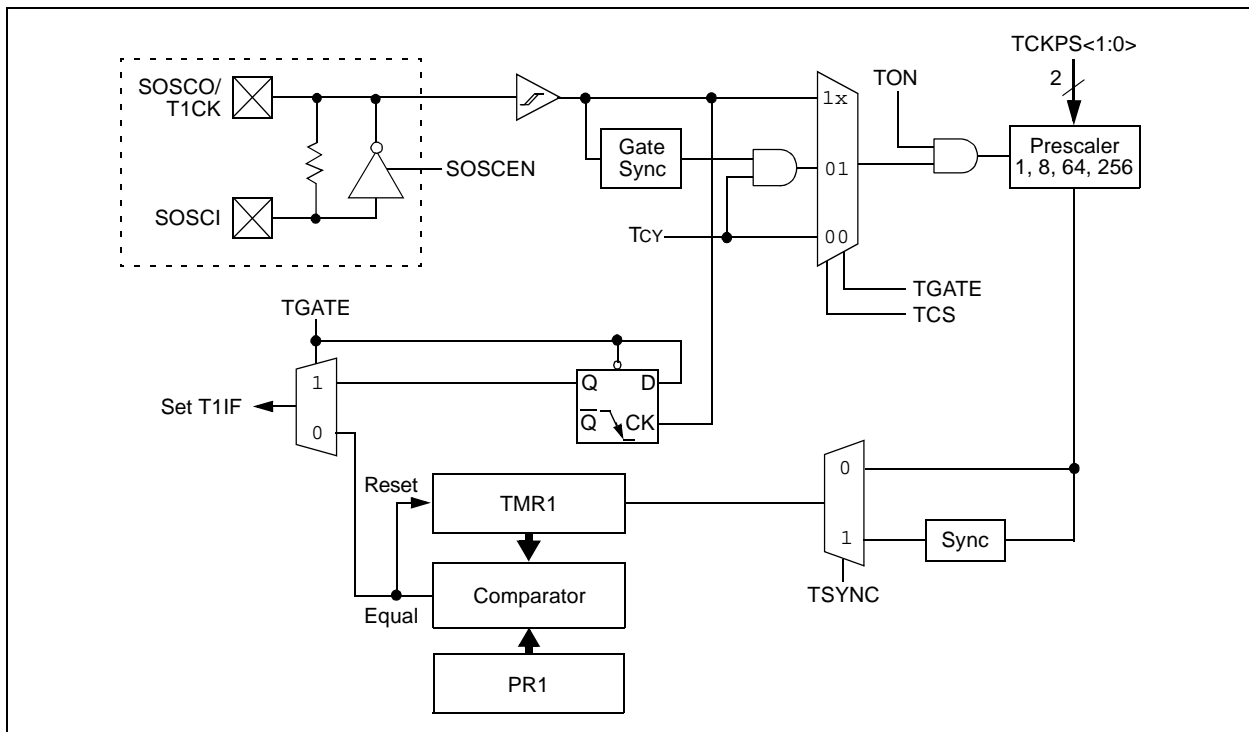 TCKPS<1:0>
2
SOSCO/
T1CK
TON
1x
Gate
Sync
Prescaler
1, 8, 64, 256
SOSCEN
01
SOSCI
TCY
00
TGATE
TCS
TGATE
1
Q
D
Set T1IF
Q
CK
0
0
Reset
TMR1
1
Sync
Comparator
TSYNC
Equal
PR1